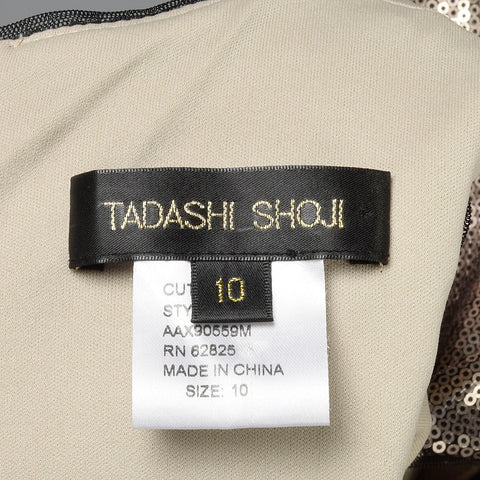 TADASHI SHOJI
10
CUT
STY
AAX90559M
RN 62825
MADE IN CHINA
SIZE: 10